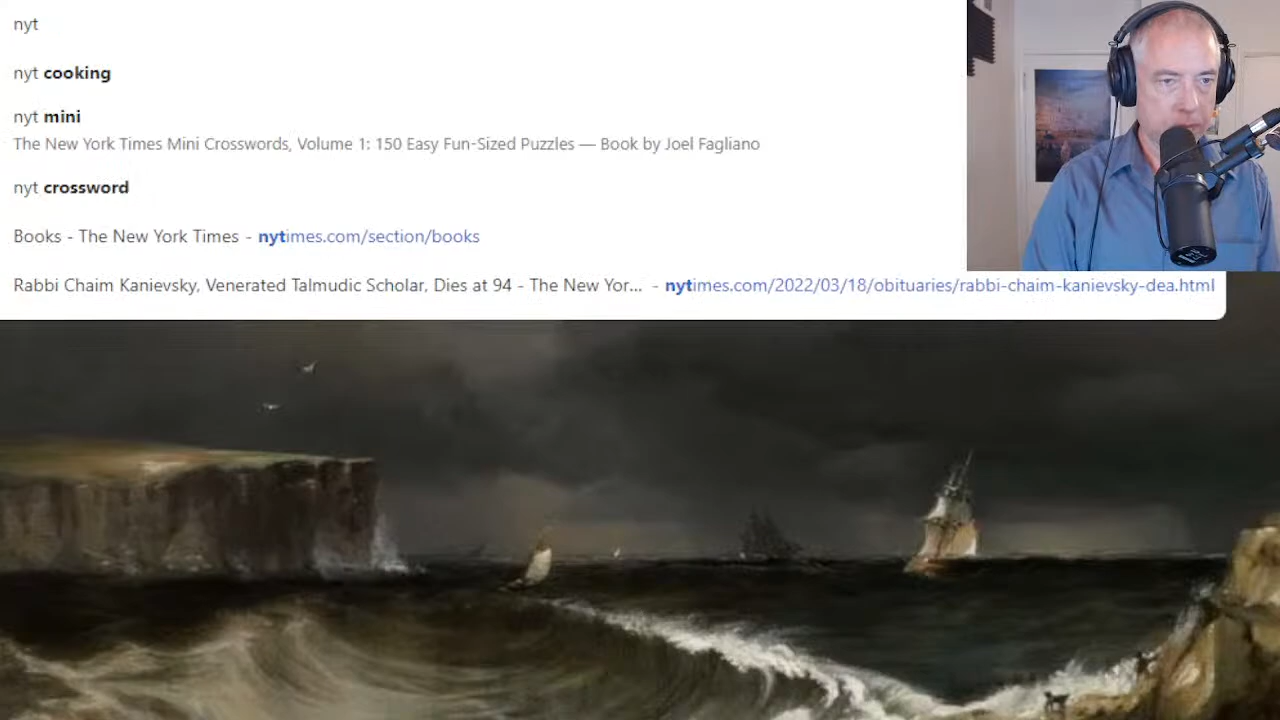 nyt
nyt cooking
nyt mini
The New York Times Mini Crosswords, Volume 1: 150 Easy Fun-Sized Puzzles — Book by Joel Fagliano
nyt crossword
Books - The New York Times - nytimes.com/section/books
Rabbi Chaim Kanievsky, Venerated Talmudic Scholar, Dies at 94 - The New Yor... - nytimes.com/2022/03/18/obituaries/rabbi-chaim-kanievsky-dea.html